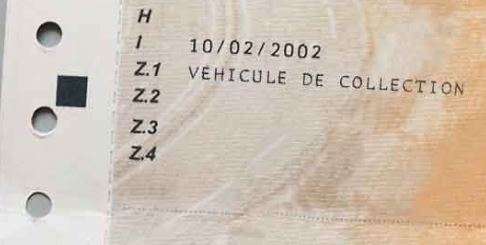 H
I 10/02/2002
Z.1 VEHICULE DE COLLECTION
Z.2
Z.3
Z.4